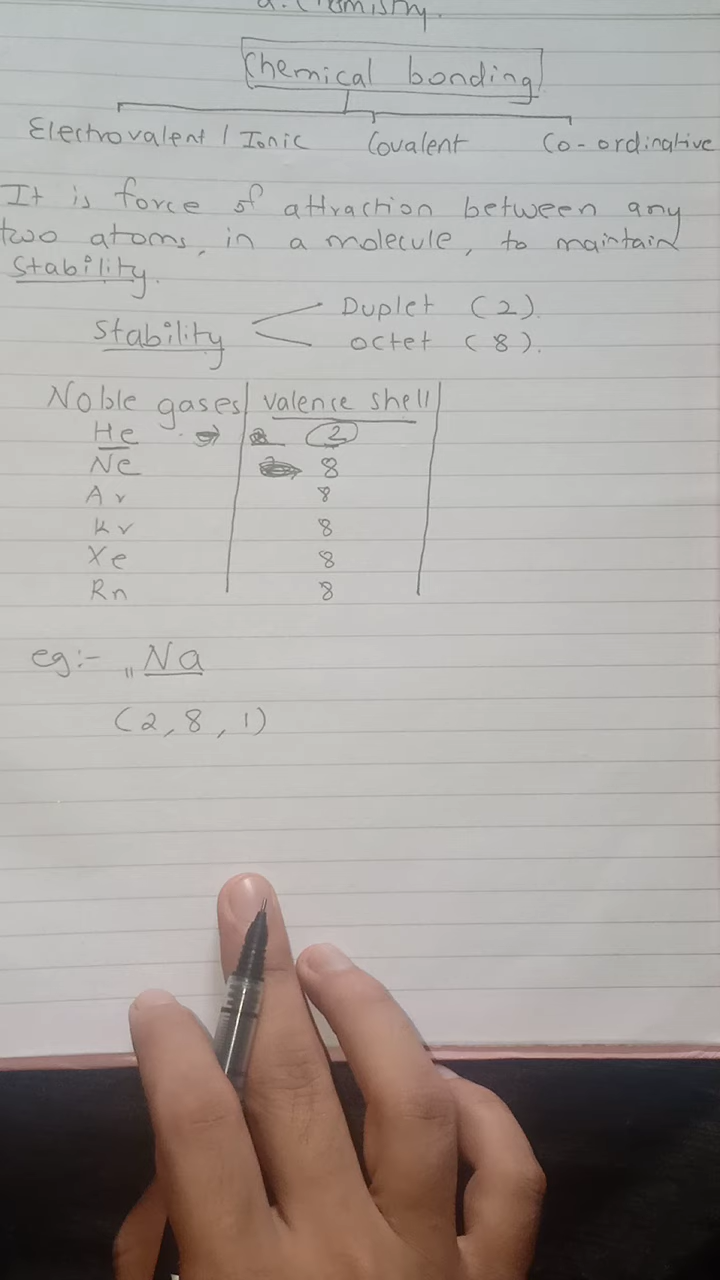 a. Chemistry.
Chemical bonding
Electrovalent / Ionic Covalent Co-ordinative
It is force of attraction between any
two atoms, in a molecule, to maintain
stability.
Stability Duplet (2).
octet (8).
Noble gases valence shell
He 2
Ne 8
Ar 8
Kr 8
Xe 8
Rn 8
eg:- 11Na
(2, 8, 1)